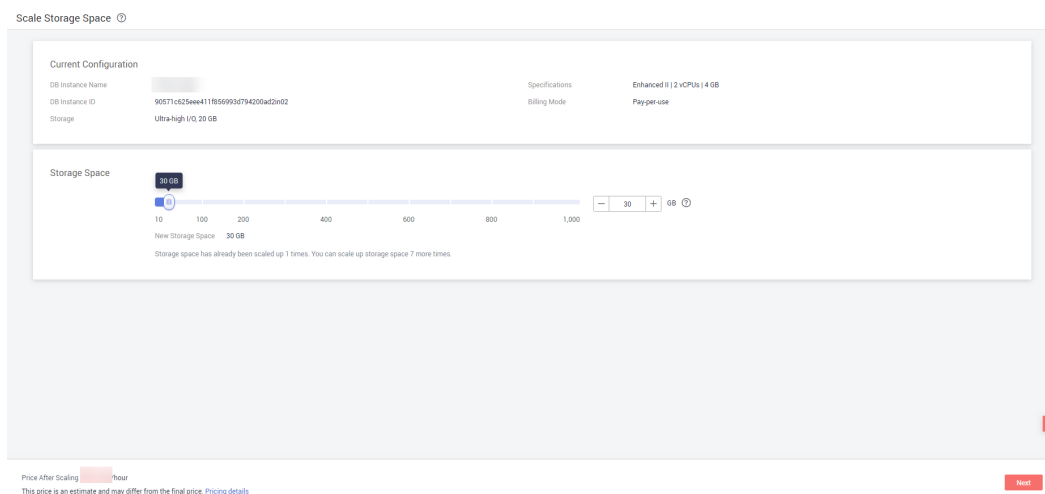 Scale Storage Space ?
Current Configuration
DB Instance Name
Specifications Enhanced II | 2 vCPUs | 4 GB
DB Instance ID 90571c625eee411f856993d794200ad2in02
Billing Mode Pay-per-use
Storage Ultra-high I/O, 20 GB
Storage Space
30 GB
− 30 + GB ?
10 100 200 400 600 800 1,000
New Storage Space 30 GB
Storage space has already been scaled up 1 times. You can scale up storage space 7 more times.
Price After Scaling /hour
This price is an estimate and may differ from the final price. Pricing details
Next